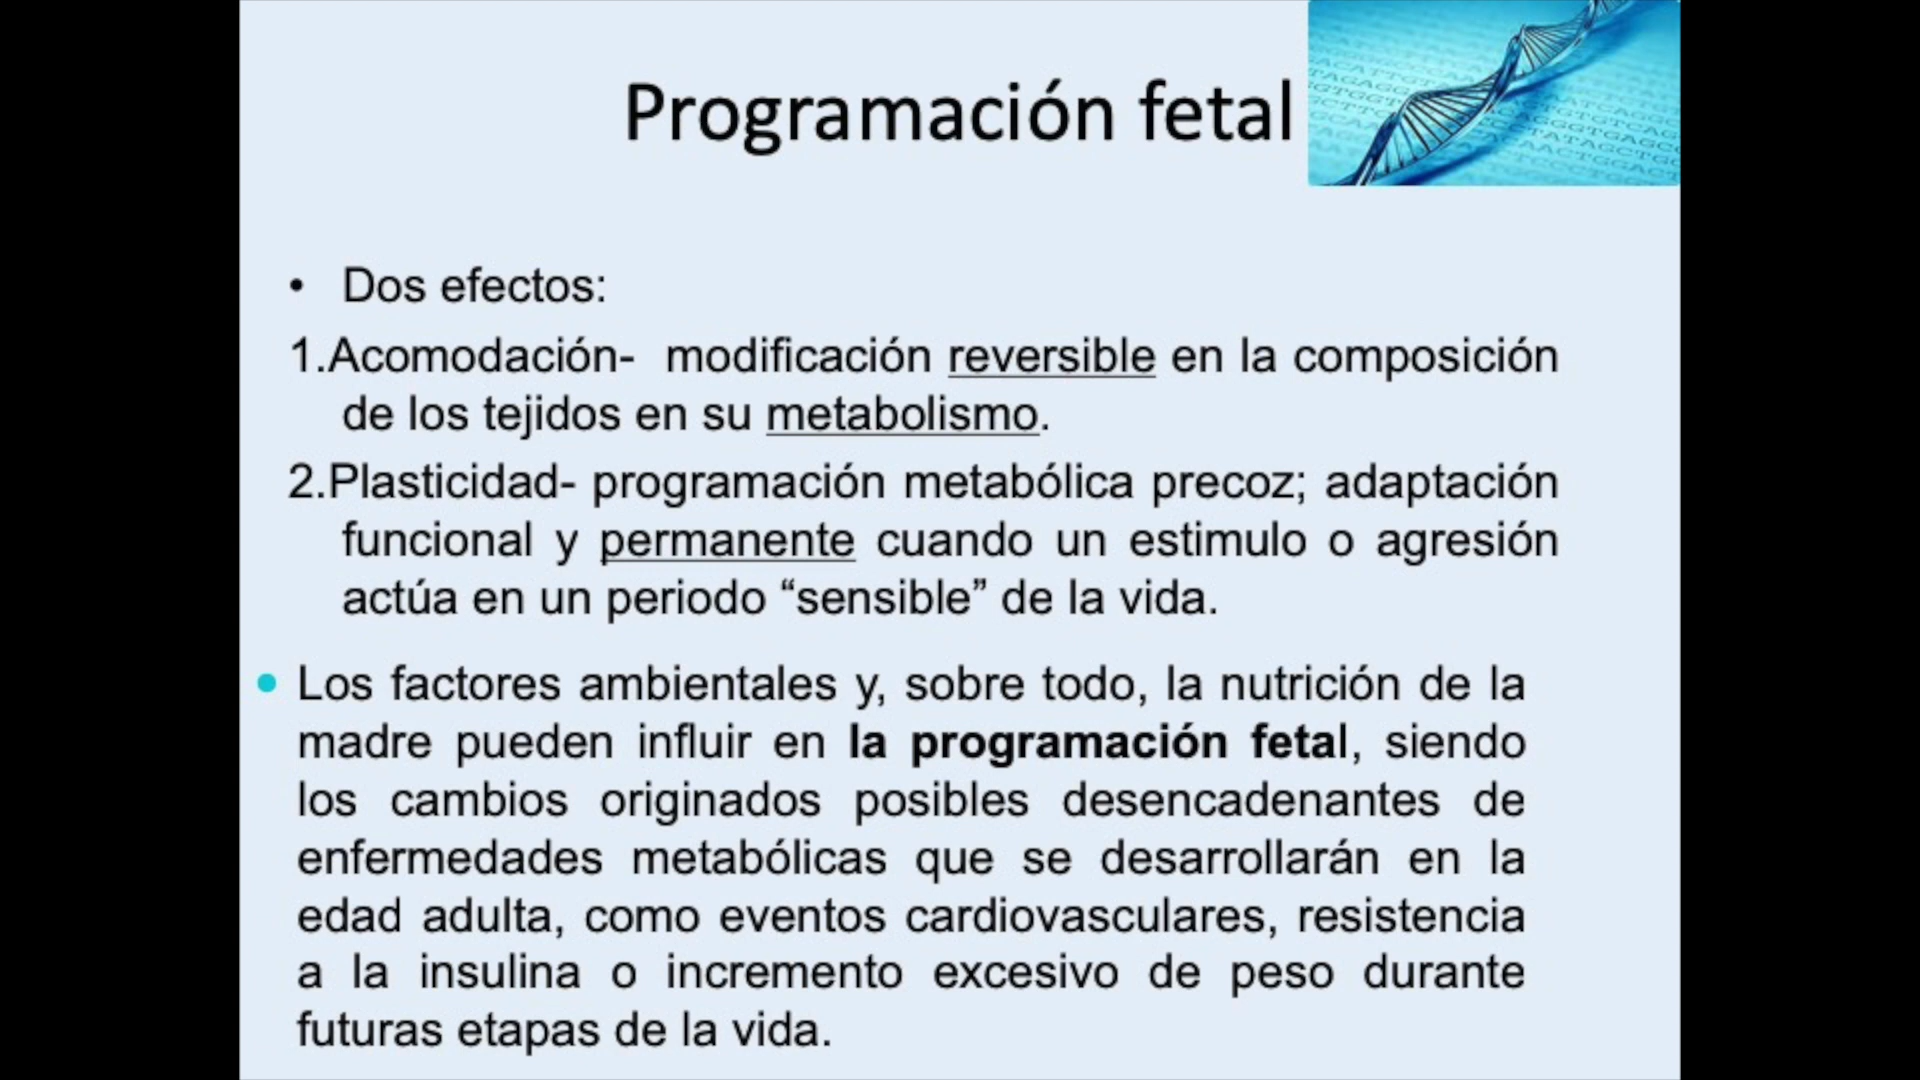 Programación fetal
• Dos efectos:
1.Acomodación- modificación reversible en la composición
de los tejidos en su metabolismo.
2.Plasticidad- programación metabólica precoz; adaptación
funcional y permanente cuando un estimulo o agresión
actúa en un periodo “sensible” de la vida.
• Los factores ambientales y, sobre todo, la nutrición de la
madre pueden influir en la programación fetal, siendo
los cambios originados posibles desencadenantes de
enfermedades metabólicas que se desarrollarán en la
edad adulta, como eventos cardiovasculares, resistencia
a la insulina o incremento excesivo de peso durante
futuras etapas de la vida.